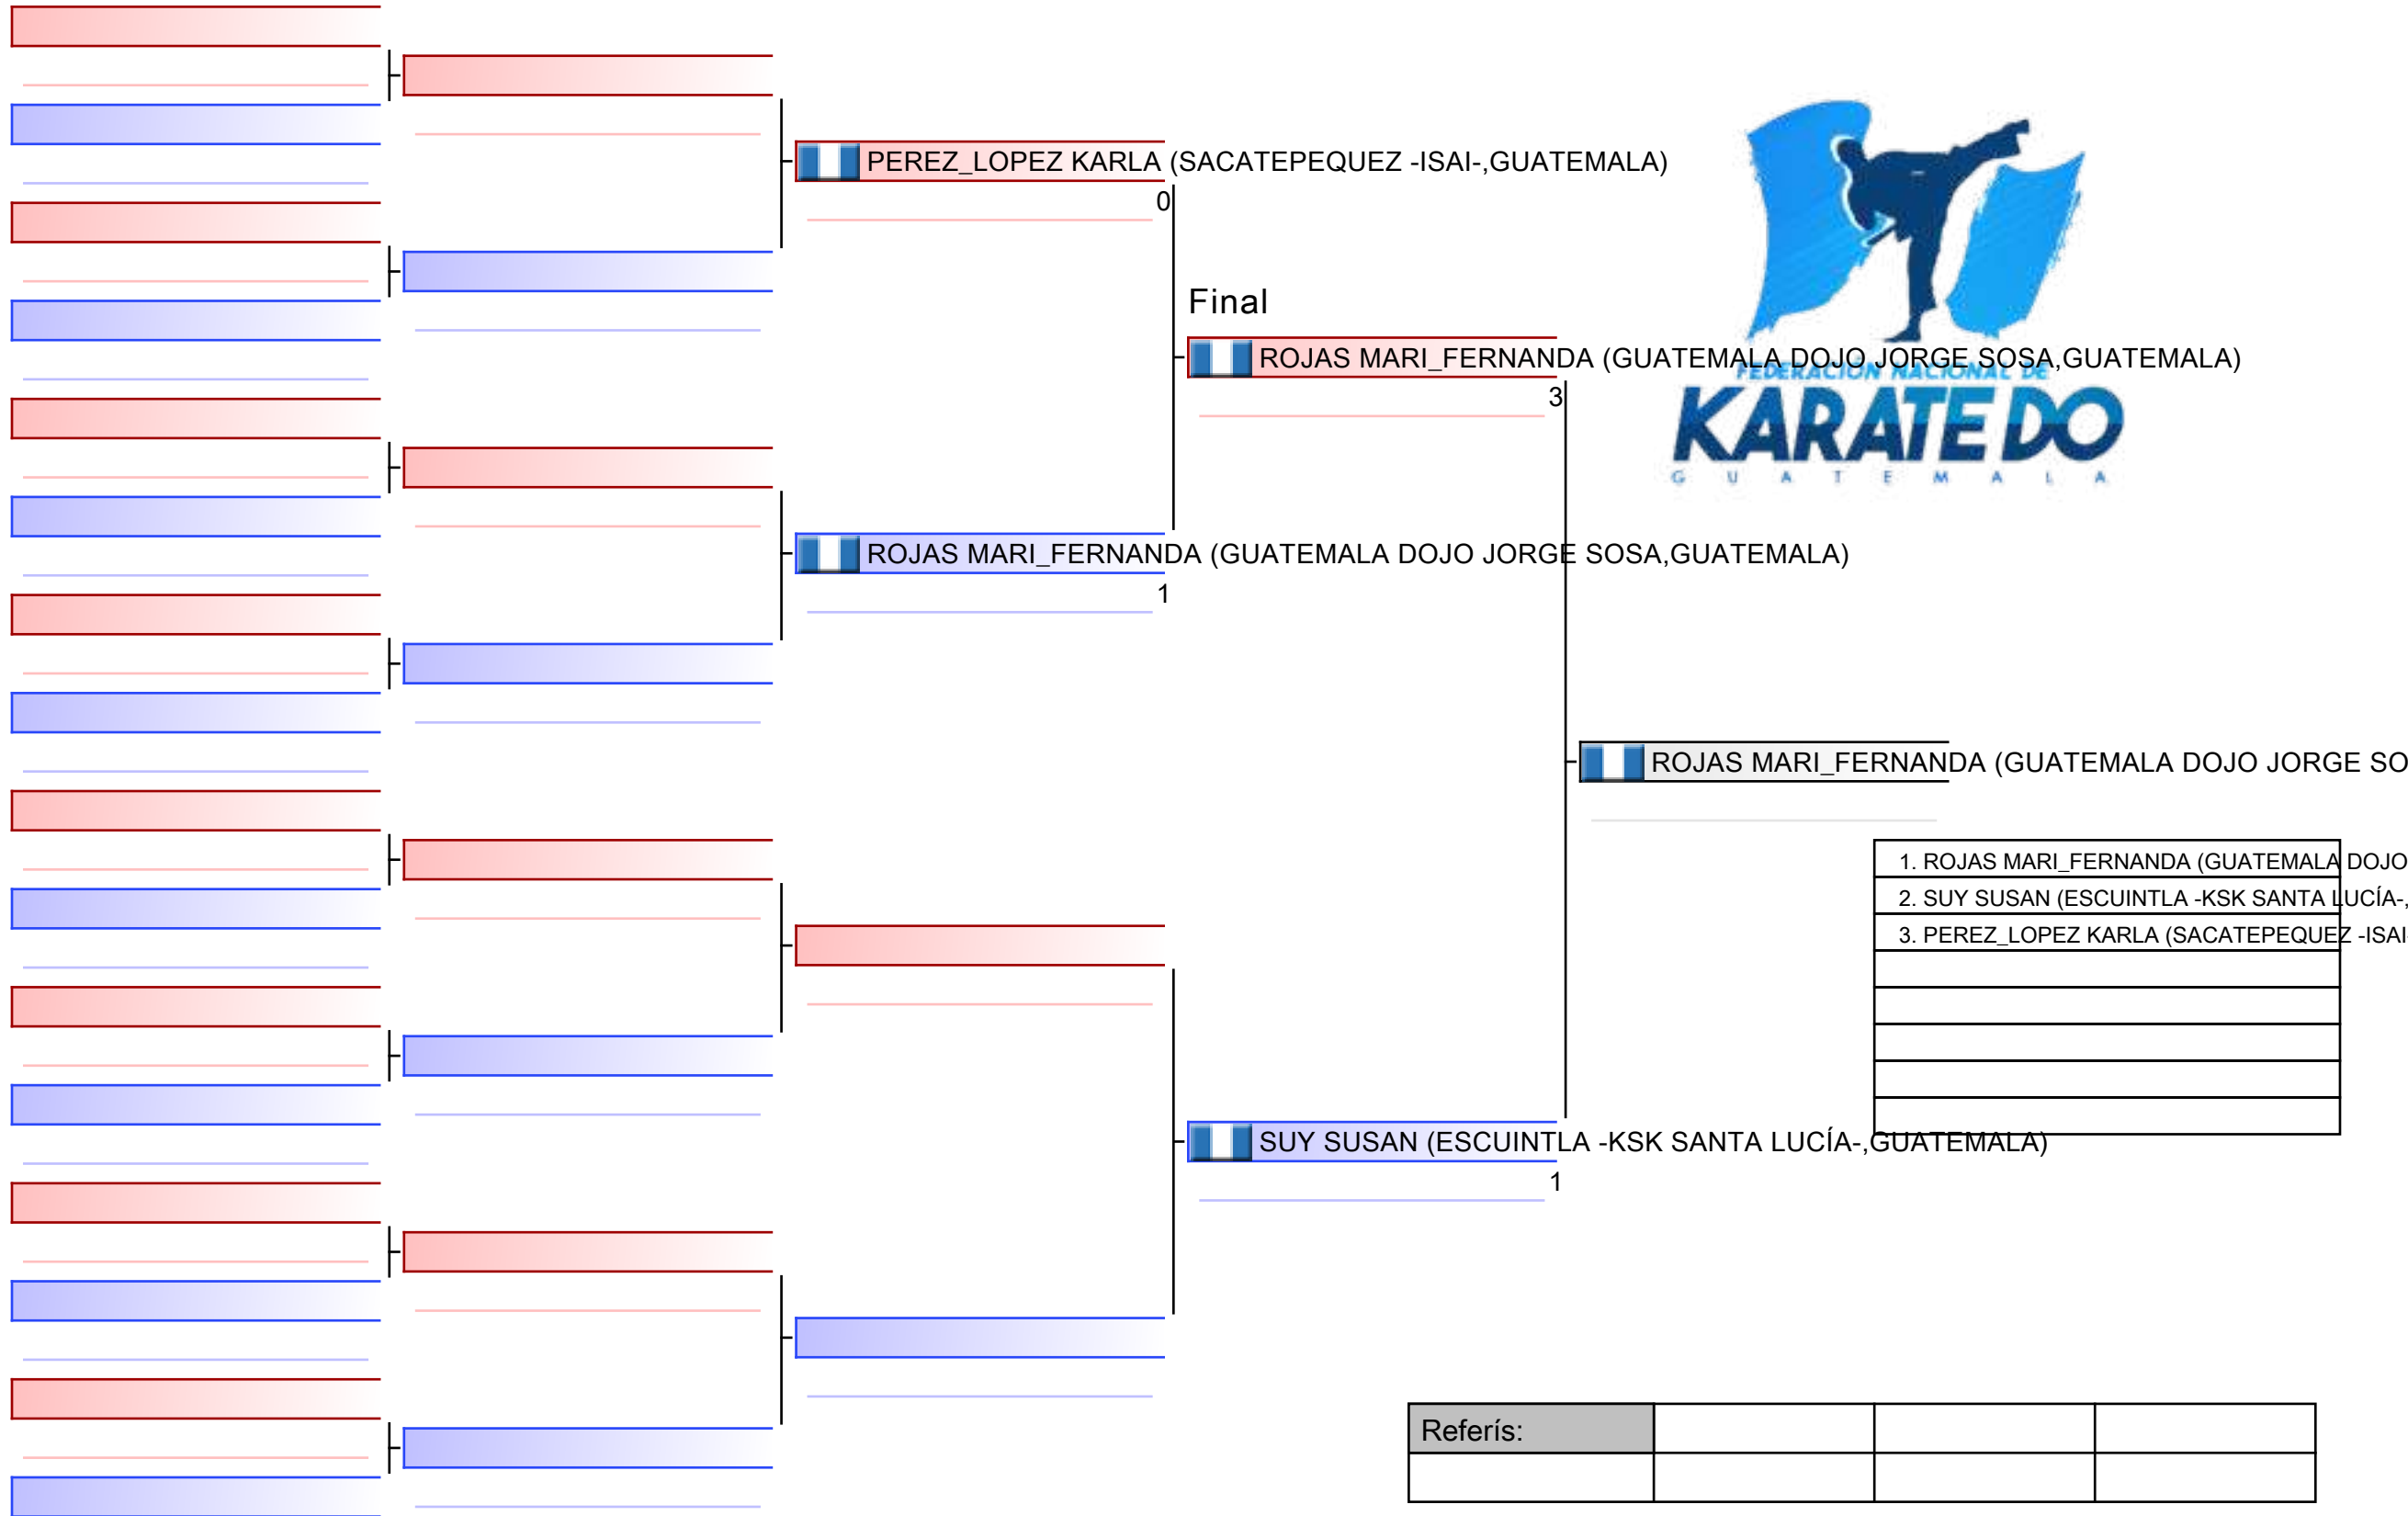 PEREZ_LOPEZ KARLA (SACATEPEQUEZ -ISAI-,GUATEMALA)
0
Final
ROJAS MARI_FERNANDA (GUATEMALA DOJO JORGE SOSA,GUATEMALA)
3
FEDERACIÓN NACIONAL DE
KARATE DO
GUATEMALA
ROJAS MARI_FERNANDA (GUATEMALA DOJO JORGE SOSA,GUATEMALA)
1
ROJAS MARI_FERNANDA (GUATEMALA DOJO JORGE SO
1. ROJAS MARI_FERNANDA (GUATEMALA DOJO
2. SUY SUSAN (ESCUINTLA -KSK SANTA LUCÍA-,
3. PEREZ_LOPEZ KARLA (SACATEPEQUEZ -ISAI
SUY SUSAN (ESCUINTLA -KSK SANTA LUCÍA-,GUATEMALA)
1
Referís: